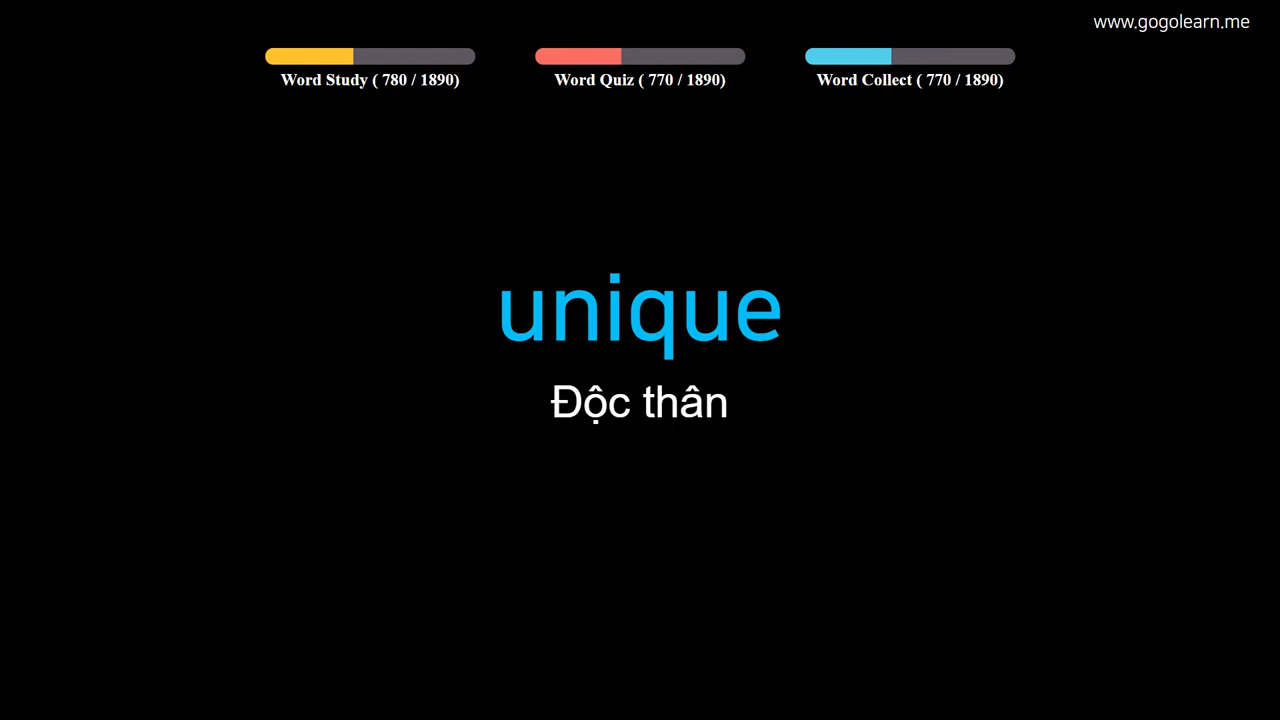 www.gogolearn.me
Word Study ( 780 / 1890)
Word Quiz ( 770 / 1890)
Word Collect ( 770 / 1890)
unique
Độc thân